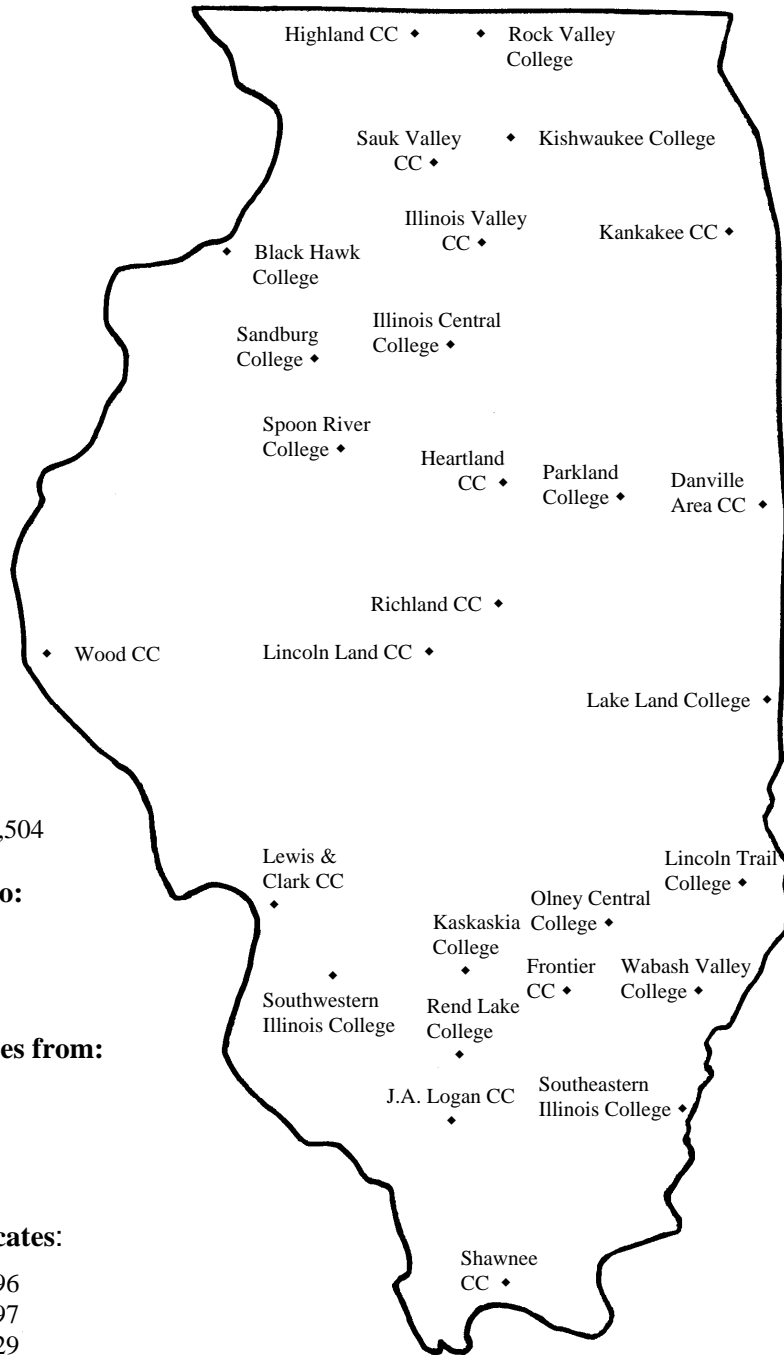 Highland CC
Rock Valley
College
Sauk Valley
CC
Kishwaukee College
Illinois Valley
CC
Kankakee CC
Black Hawk
College
Illinois Central
College
Sandburg
College
Spoon River
College
Heartland
CC
Parkland
College
Danville
Area CC
Richland CC
Wood CC
Lincoln Land CC
Lake Land College
,504
Lewis &
Clark CC
Lincoln Trail
College
o:
Olney Central
College
Kaskaskia
College
Frontier
CC
Wabash Valley
College
Southwestern
Illinois College
Rend Lake
College
es from:
J.A. Logan CC
Southeastern
Illinois College
cates:
Shawnee
CC
96
97
29